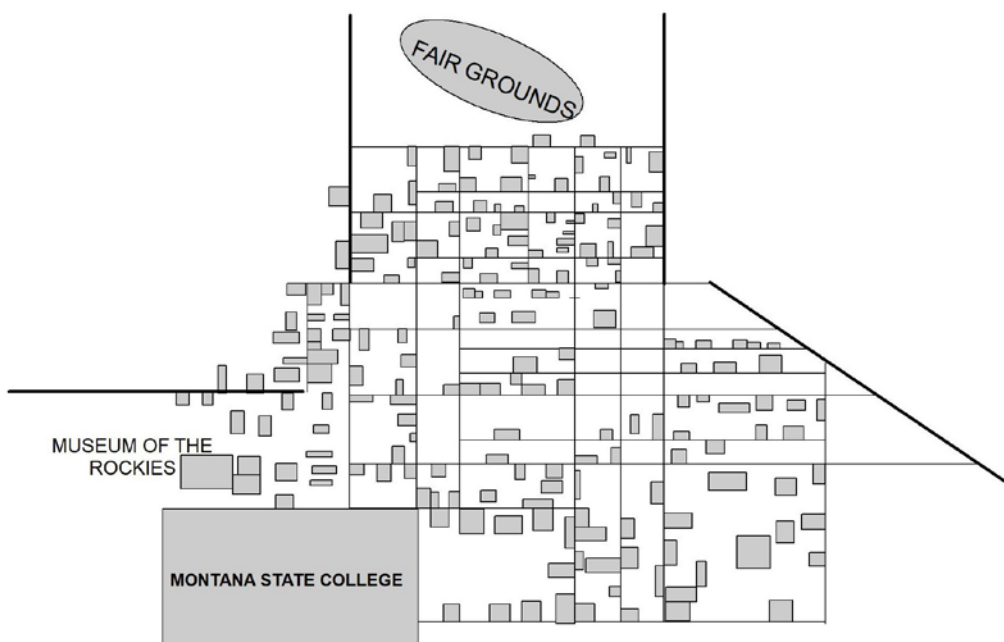 FAIR GROUNDS
MUSEUM OF THE
ROCKIES
MONTANA STATE COLLEGE